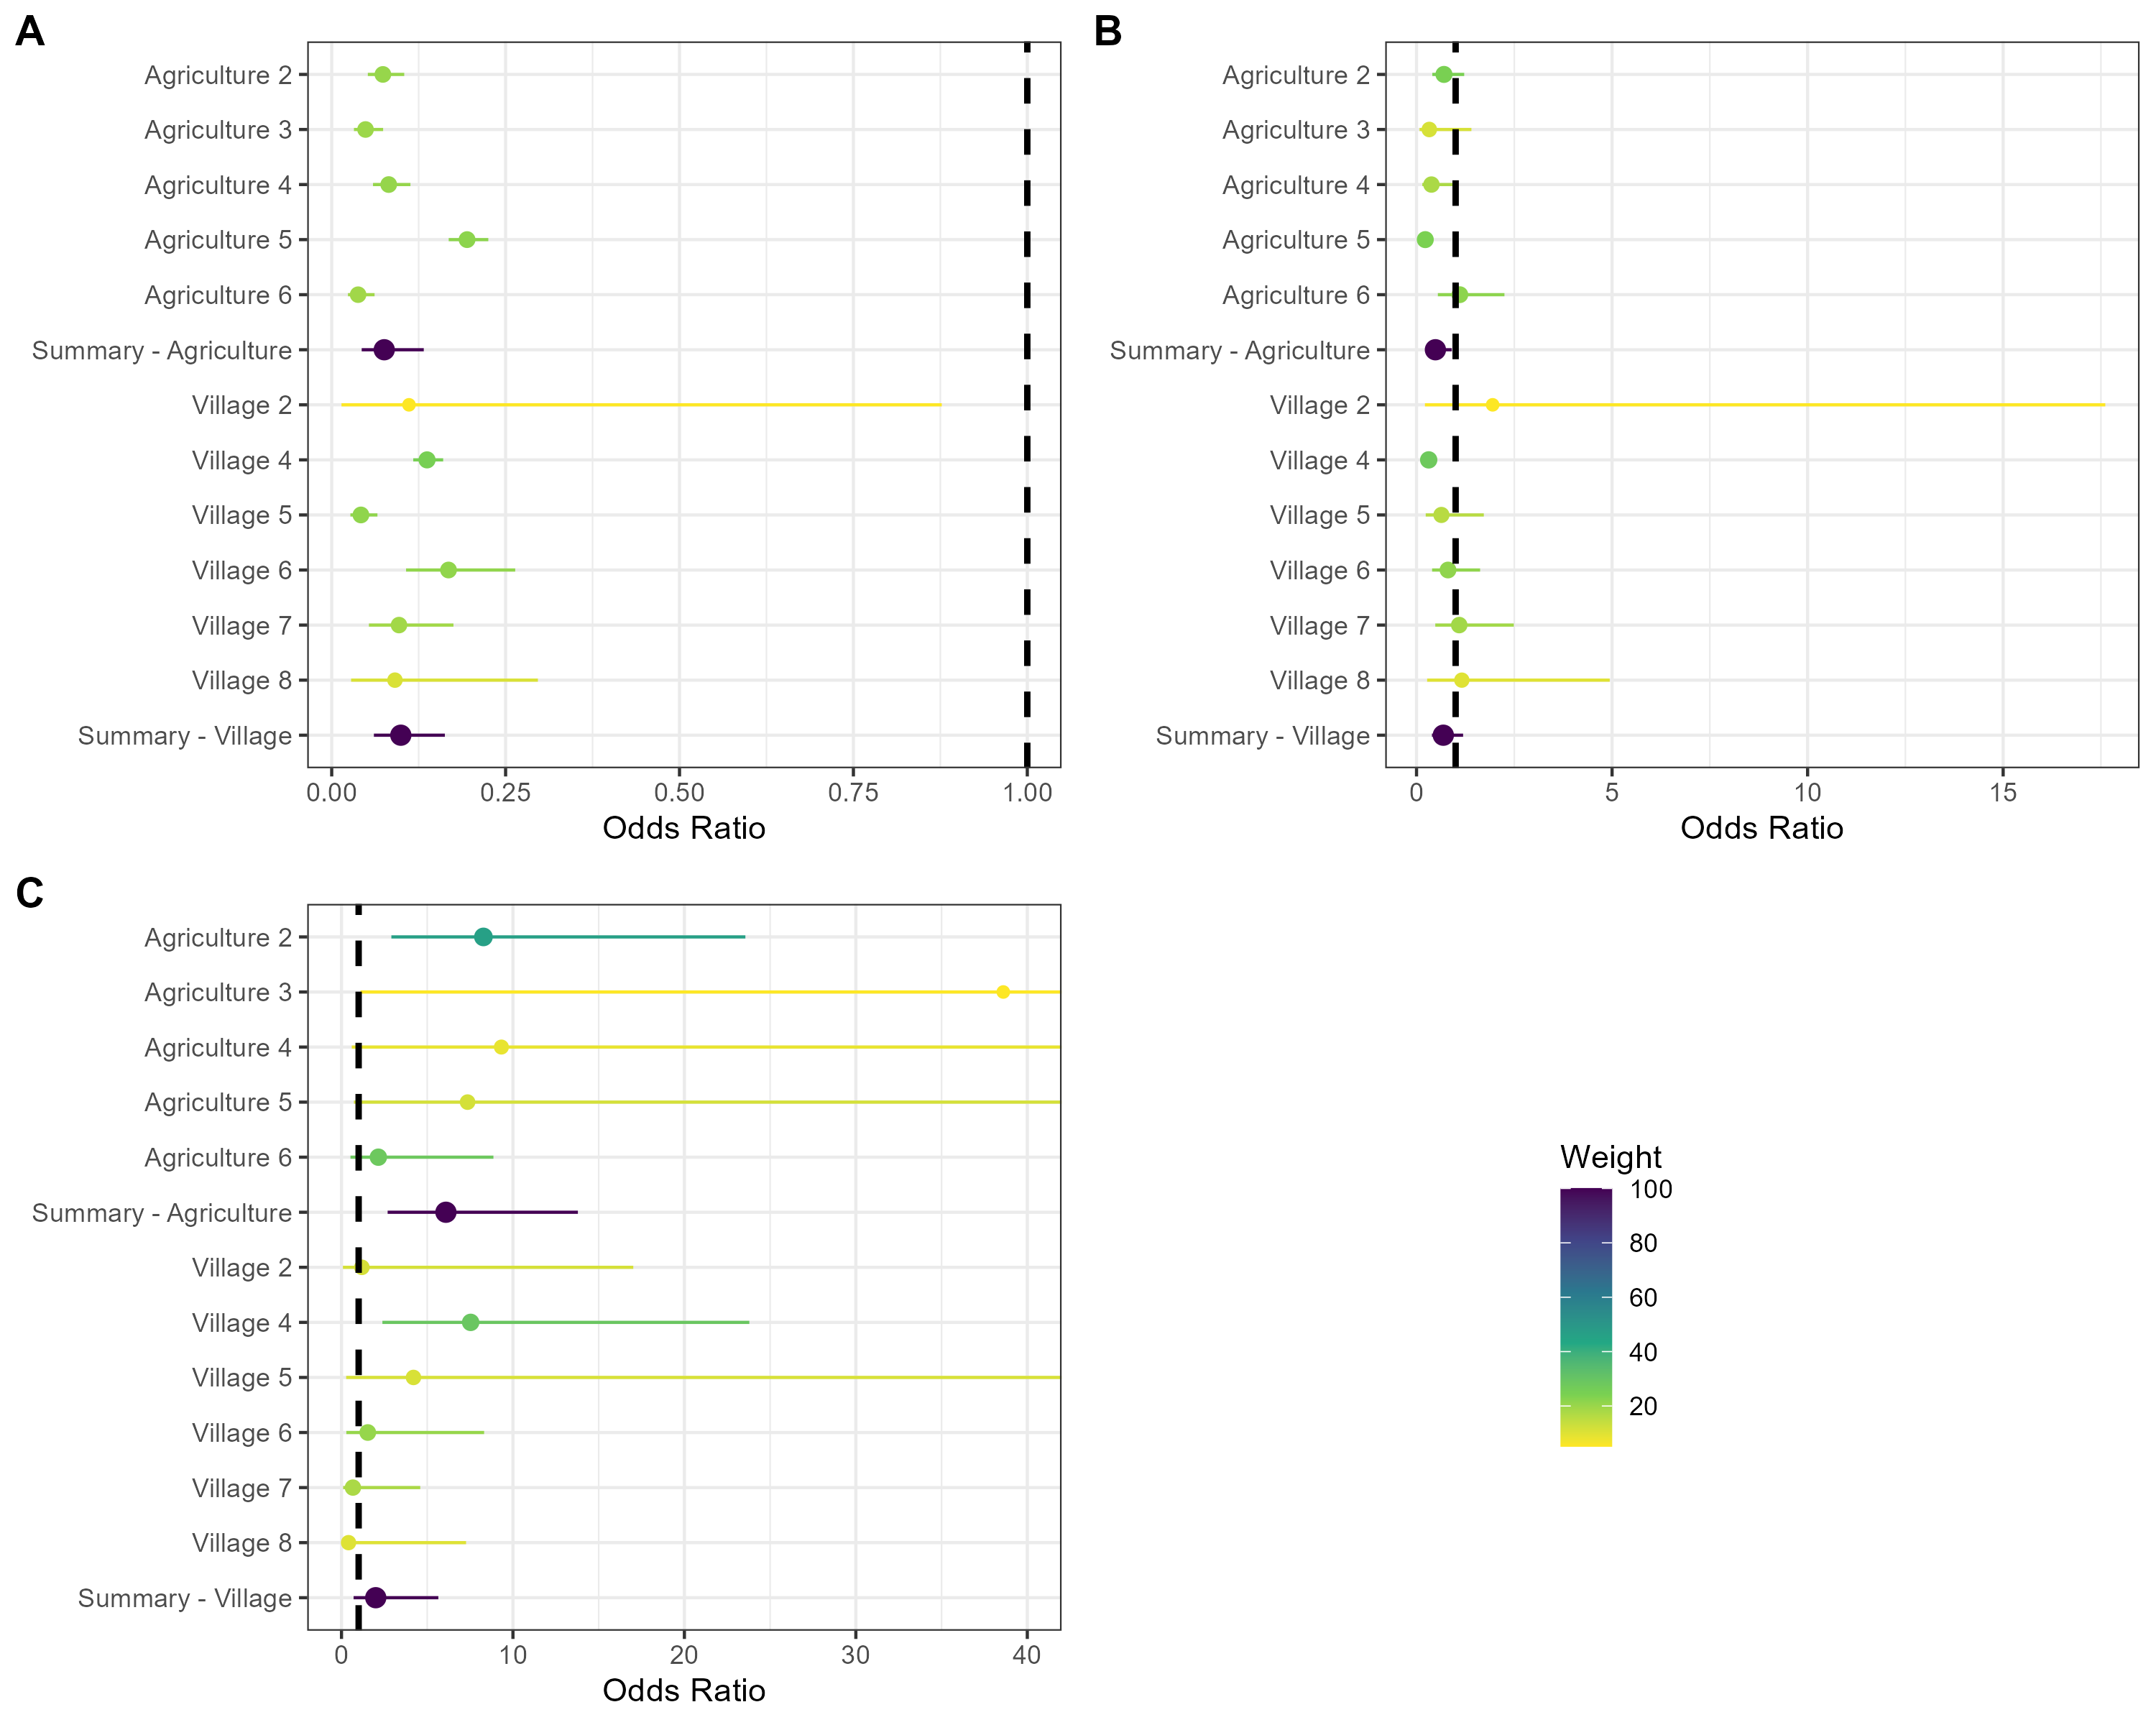 A
Agriculture 2
Agriculture 3
Agriculture 4
Agriculture 5
Agriculture 6
Summary - Agriculture
Village 2
Village 4
Village 5
Village 6
Village 7
Village 8
Summary - Village
0.00 0.25 0.50 0.75 1.00
Odds Ratio
B
Agriculture 2
Agriculture 3
Agriculture 4
Agriculture 5
Agriculture 6
Summary - Agriculture
Village 2
Village 4
Village 5
Village 6
Village 7
Village 8
Summary - Village
0 5 10 15
Odds Ratio
C
Agriculture 2
Agriculture 3
Agriculture 4
Agriculture 5
Agriculture 6
Summary - Agriculture
Village 2
Village 4
Village 5
Village 6
Village 7
Village 8
Summary - Village
0 10 20 30 40
Odds Ratio
Weight
100
80
60
40
20